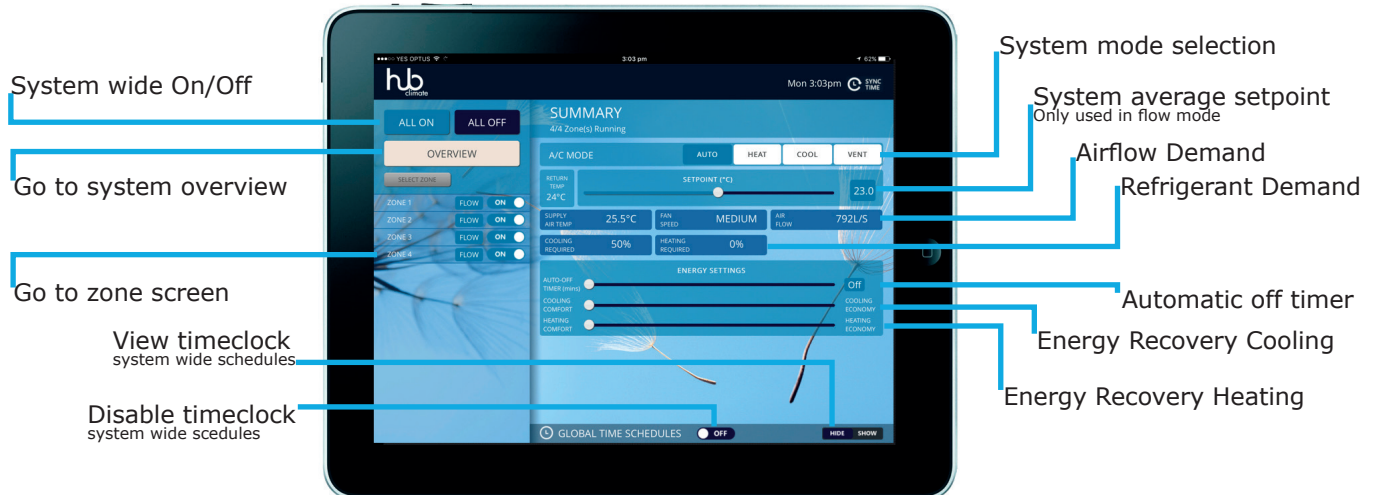 System wide On/Off
Go to system overview
Go to zone screen
View timeclock
system wide schedules
Disable timeclock
system wide scedules
YES OPTUS
3:03 pm
62%
hub
climate
Mon 3:03pm
SYNC
TIME
ALL ON
ALL OFF
OVERVIEW
SELECT ZONE
ZONE 1 FLOW ON
ZONE 2 FLOW ON
ZONE 3 FLOW ON
ZONE 4 FLOW ON
SUMMARY
4/4 Zone(s) Running
A/C MODE AUTO HEAT COOL VENT
RETURN
TEMP
24°C
SETPOINT (°C)
23.0
SUPPLY
AIR TEMP
25.5°C
FAN
SPEED
MEDIUM
AIR
FLOW
792L/S
COOLING
REQUIRED
50%
HEATING
REQUIRED
0%
ENERGY SETTINGS
AUTO-OFF
TIMER (mins)
Off
COOLING
COMFORT
COOLING
ECONOMY
HEATING
COMFORT
HEATING
ECONOMY
GLOBAL TIME SCHEDULES OFF
HIDE SHOW
System mode selection
System average setpoint
Only used in flow mode
Airflow Demand
Refrigerant Demand
Automatic off timer
Energy Recovery Cooling
Energy Recovery Heating